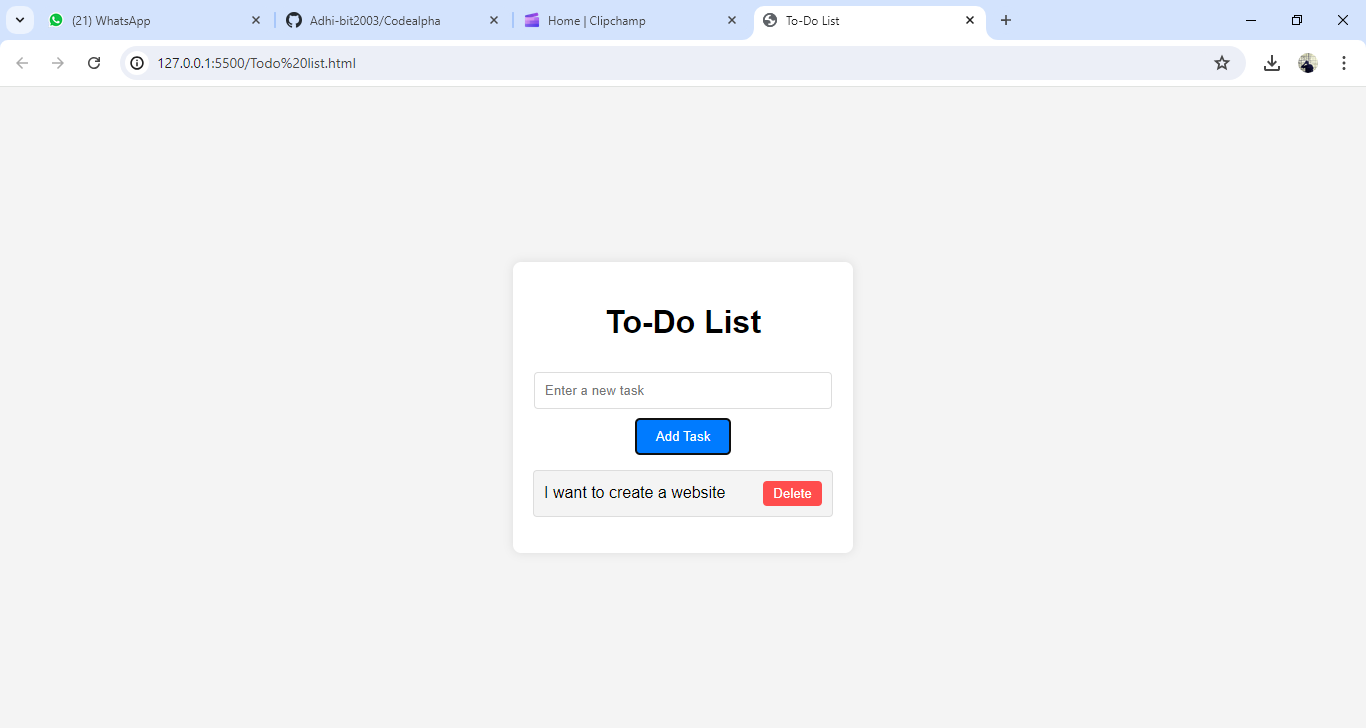 (21) WhatsApp
Adhi-bit2003/Codealpha
Home | Clipchamp
To-Do List
127.0.0.1:5500/Todo%20list.html
To-Do List
Enter a new task
Add Task
I want to create a website Delete